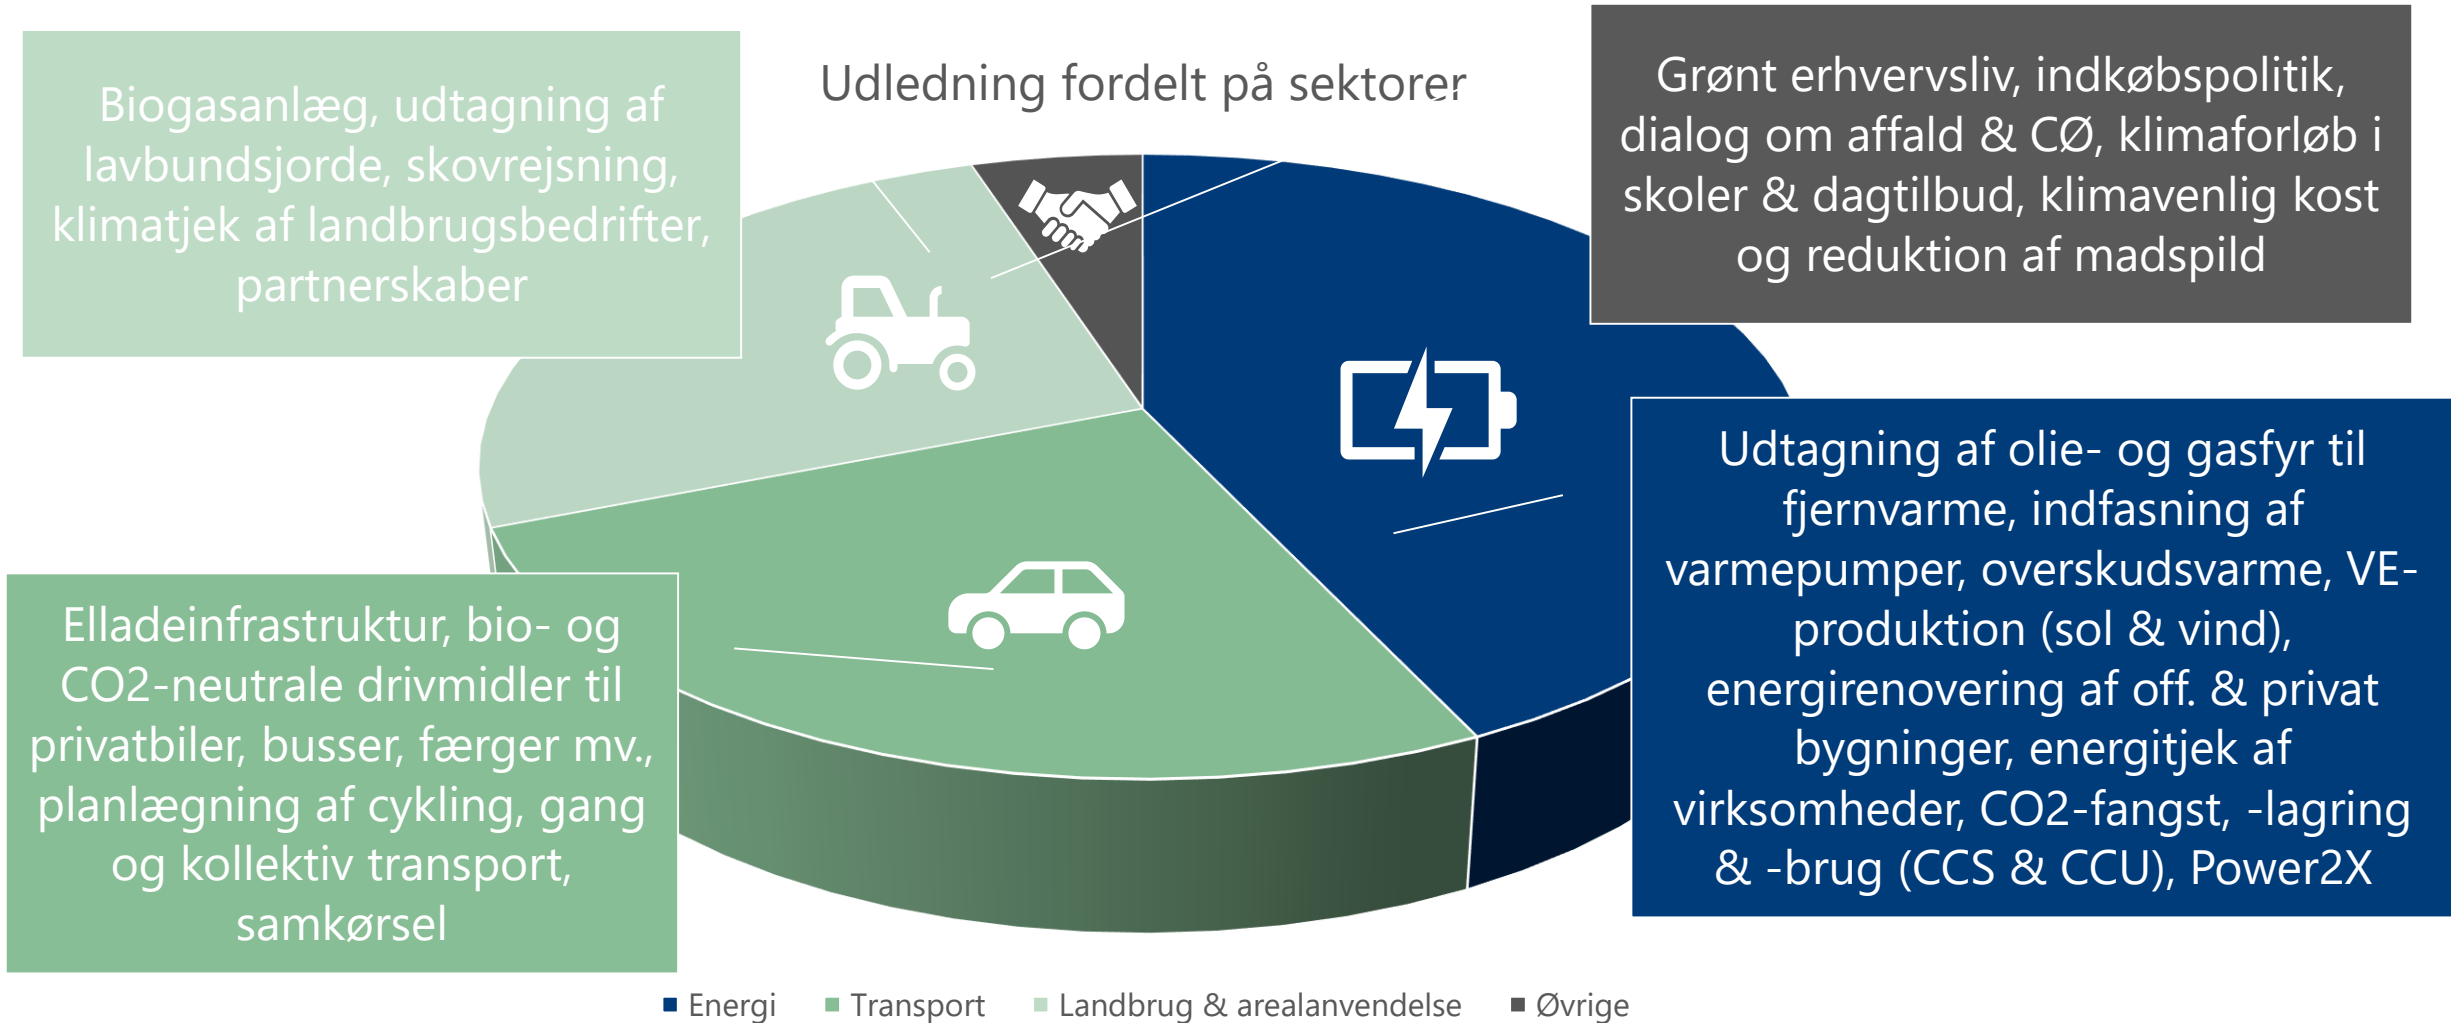 Udledning fordelt på sektorer
Biogasanlæg, udtagning af
lavbundsjorde, skovrejsning,
klimatjek af landbrugsbedrifter,
partnerskaber
Grønt erhvervsliv, indkøbspolitik,
dialog om affald & CØ, klimaforløb i
skoler & dagtilbud, klimavenlig kost
og reduktion af madspild
Elladeinfrastruktur, bio- og
CO2-neutrale drivmidler til
privatbiler, busser, færger mv.,
planlægning af cykling, gang
og kollektiv transport,
samkørsel
Udtagning af olie- og gasfyr til
fjernvarme, indfasning af
varmepumper, overskudsvarme, VE-
produktion (sol & vind),
energirenovering af off. & privat
bygninger, energitjek af
virksomheder, CO2-fangst, -lagring
& -brug (CCS & CCU), Power2X
Energi
Transport
Landbrug & arealanvendelse
Øvrige